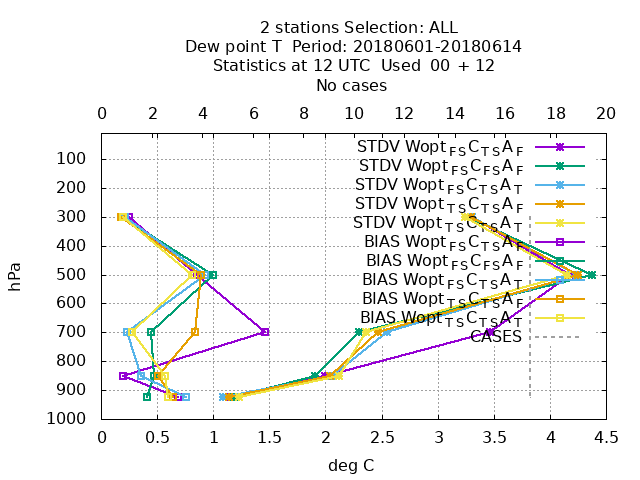 2 stations Selection: ALL
Dew point T  Period: 20180601-20180614
Statistics at 12 UTC  Used  00 + 12
No cases
0 2 4 6 8 10 12 14 16 18 20
STDV Wopt_FS C_TS A_F
STDV Wopt_FS C_FS A_F
STDV Wopt_FS C_TS A_T
STDV Wopt_TS C_TS A_F
STDV Wopt_TS C_TS A_T
BIAS Wopt_FS C_TS A_F
BIAS Wopt_FS C_FS A_F
BIAS Wopt_FS C_TS A_T
BIAS Wopt_TS C_TS A_F
BIAS Wopt_TS C_TS A_T
CASES
hPa
100
200
300
400
500
600
700
800
900
1000
0 0.5 1 1.5 2 2.5 3 3.5 4 4.5
deg C